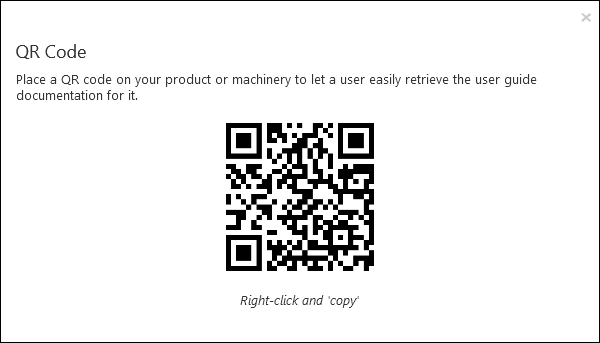 ×
QR Code
Place a QR code on your product or machinery to let a user easily retrieve the user guide
documentation for it.
Right-click and 'copy'